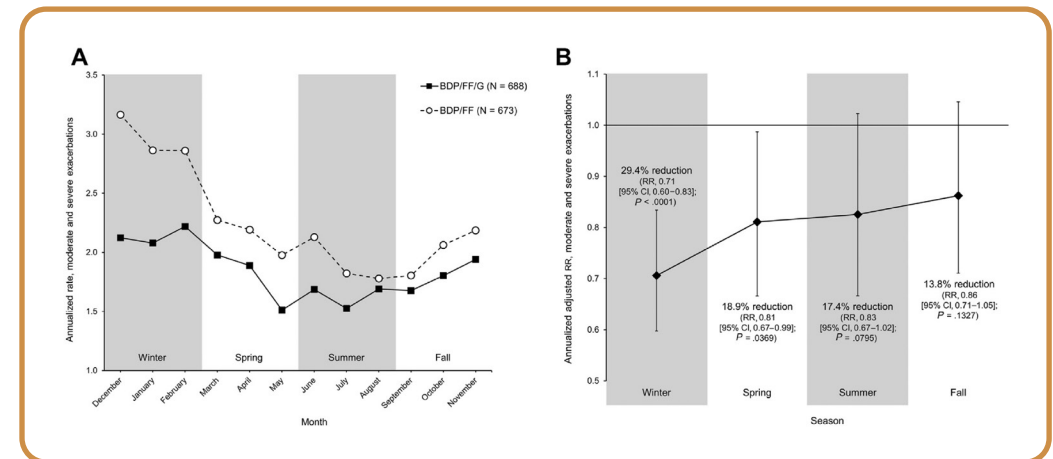 A
Annualized rate, moderate and severe exacerbations
3.5
3.0
2.5
2.0
1.5
1.0
BDP/FF/G (N = 688)
BDP/FF (N = 673)
Winter
Spring
Summer
Fall
December
January
February
March
April
May
June
July
August
September
October
November
Month
B
Annualized adjusted RR, moderate and severe exacerbations
1.1
1.0
0.9
0.8
0.7
0.6
0.5
29.4% reduction
(RR, 0.71
[95% CI, 0.60–0.83];
P < .0001)
18.9% reduction
(RR, 0.81
[95% CI, 0.67–0.99];
P = .0369)
17.4% reduction
(RR, 0.83
[95% CI, 0.67–1.02];
P = .0795)
13.8% reduction
(RR, 0.86
[95% CI, 0.71–1.05];
P = .1327)
Winter
Spring
Summer
Fall
Season